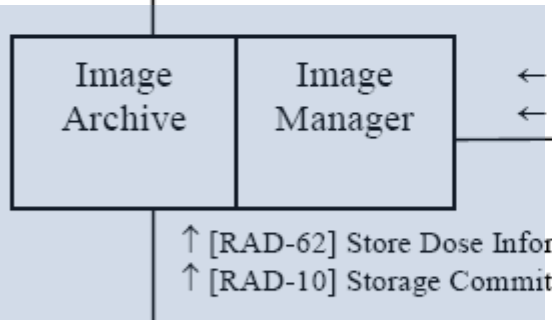 Image Image
Archive Manager
←
←
↑ [RAD-62] Store Dose Infor
↑ [RAD-10] Storage Commit